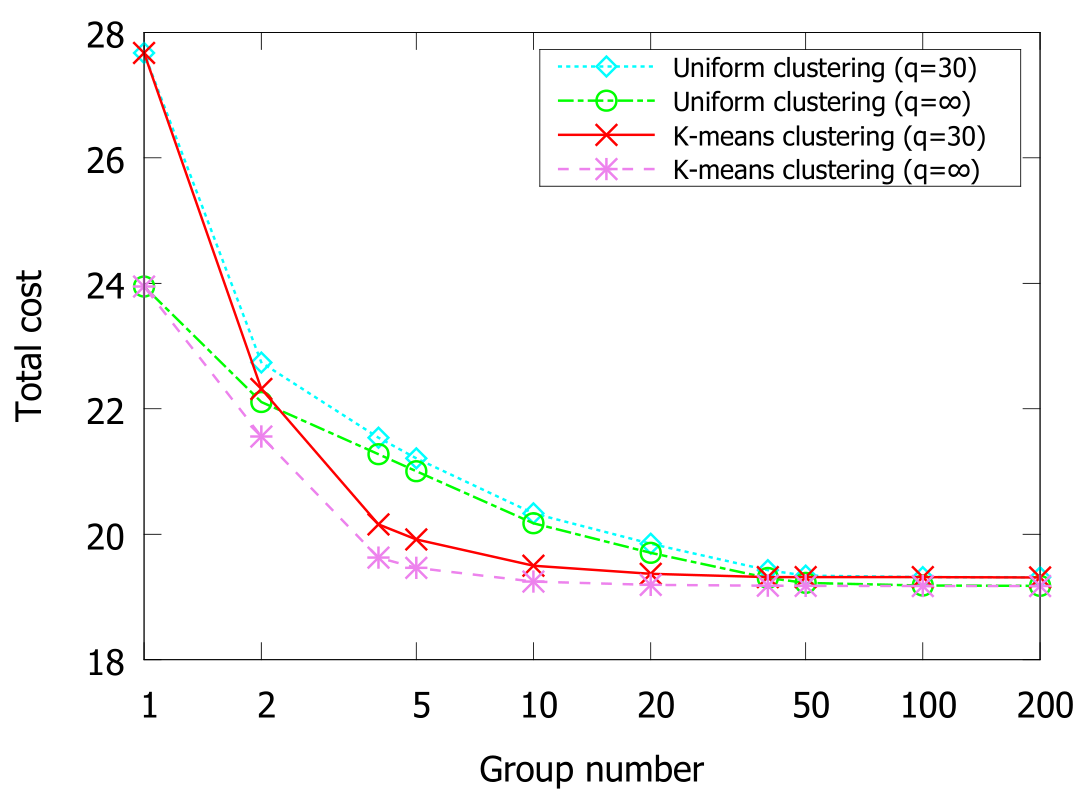 28
26
24
22
20
18
Total cost
Uniform clustering (q=30)
Uniform clustering (q=∞)
K-means clustering (q=30)
K-means clustering (q=∞)
1 2 5 10 20 50 100 200
Group number